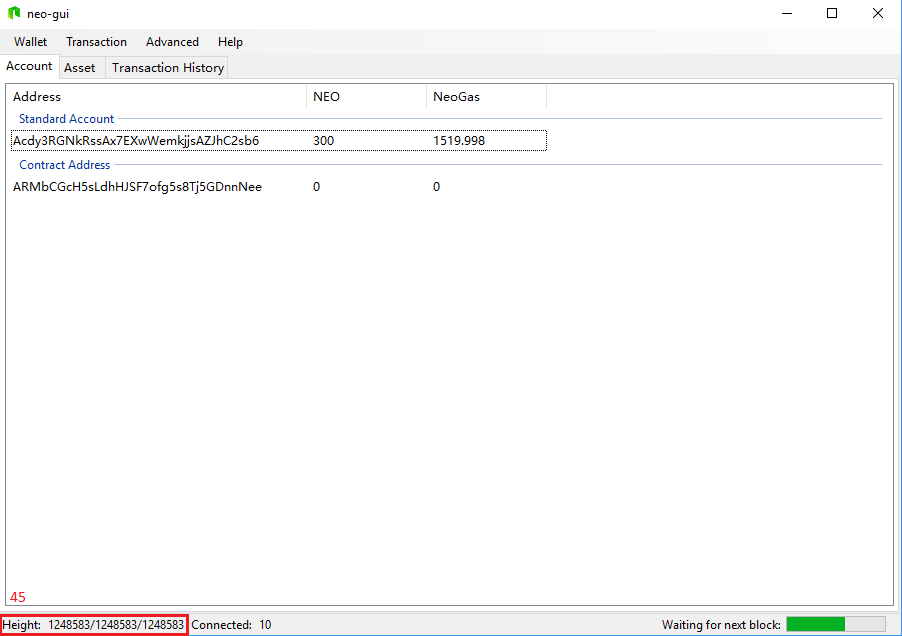 neo-gui
Wallet Transaction Advanced Help
Account Asset Transaction History
Address NEO NeoGas
Standard Account
Acdy3RGNkRssAx7EXwWemkjjsAZJhC2sb6 300 1519.998
Contract Address
ARMbCGcH5sLdhHJSF7ofg5s8Tj5GDnnNee 0 0
45
Height: 1248583/1248583/1248583 Connected: 10 Waiting for next block: